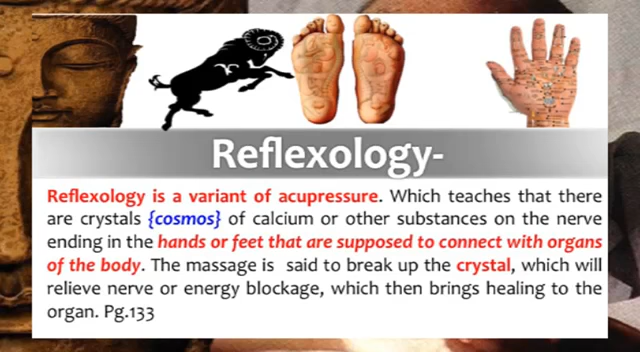 Reflexology-
Reflexology is a variant of acupressure. Which teaches that there
are crystals {cosmos} of calcium or other substances on the nerve
ending in the hands or feet that are supposed to connect with organs
of the body. The massage is said to break up the crystal, which will
relieve nerve or energy blockage, which then brings healing to the
organ. Pg.133